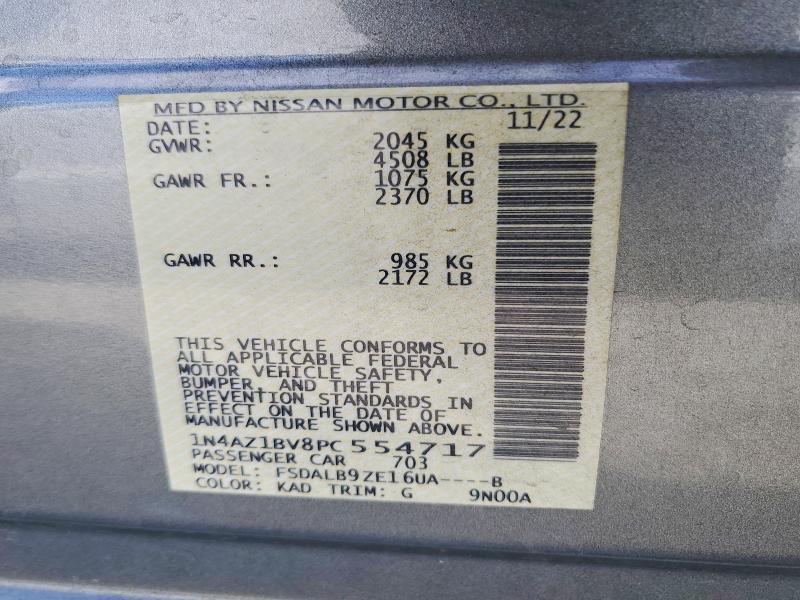 MFD BY NISSAN MOTOR CO., LTD.
DATE: 11/22
GVWR: 2045 KG
4508 LB
GAWR FR.: 1075 KG
2370 LB
GAWR RR.: 985 KG
2172 LB
THIS VEHICLE CONFORMS TO
ALL APPLICABLE FEDERAL
MOTOR VEHICLE SAFETY,
BUMPER, AND THEFT
PREVENTION STANDARDS IN
EFFECT ON THE DATE OF
MANUFACTURE SHOWN ABOVE.
1N4AZ1BV8PC554717
PASSENGER CAR 703
MODEL: FSDALB9ZE16UA----B
COLOR: KAD TRIM: G 9N00A